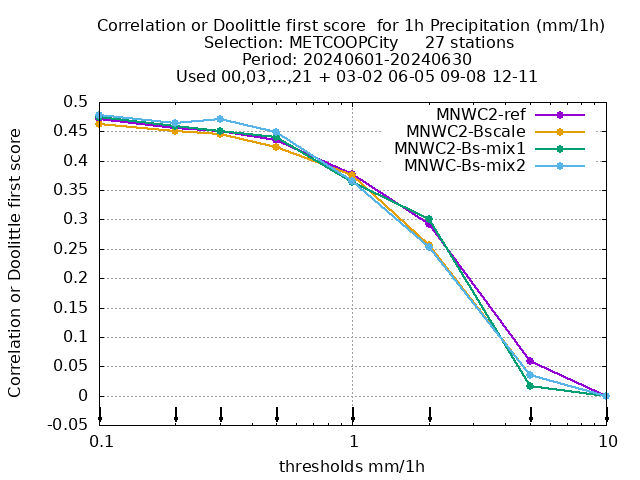 Correlation or Doolittle first score  for 1h Precipitation (mm/1h)
Selection: METCOOPCity     27 stations
Period: 20240601-20240630
Used 00,03,...,21 + 03-02 06-05 09-08 12-11
MNWC2-ref
MNWC2-Bscale
MNWC2-Bs-mix1
MNWC-Bs-mix2
Correlation or Doolittle first score
0.5
0.45
0.4
0.35
0.3
0.25
0.2
0.15
0.1
0.05
0
-0.05
0.1
1
10
thresholds mm/1h